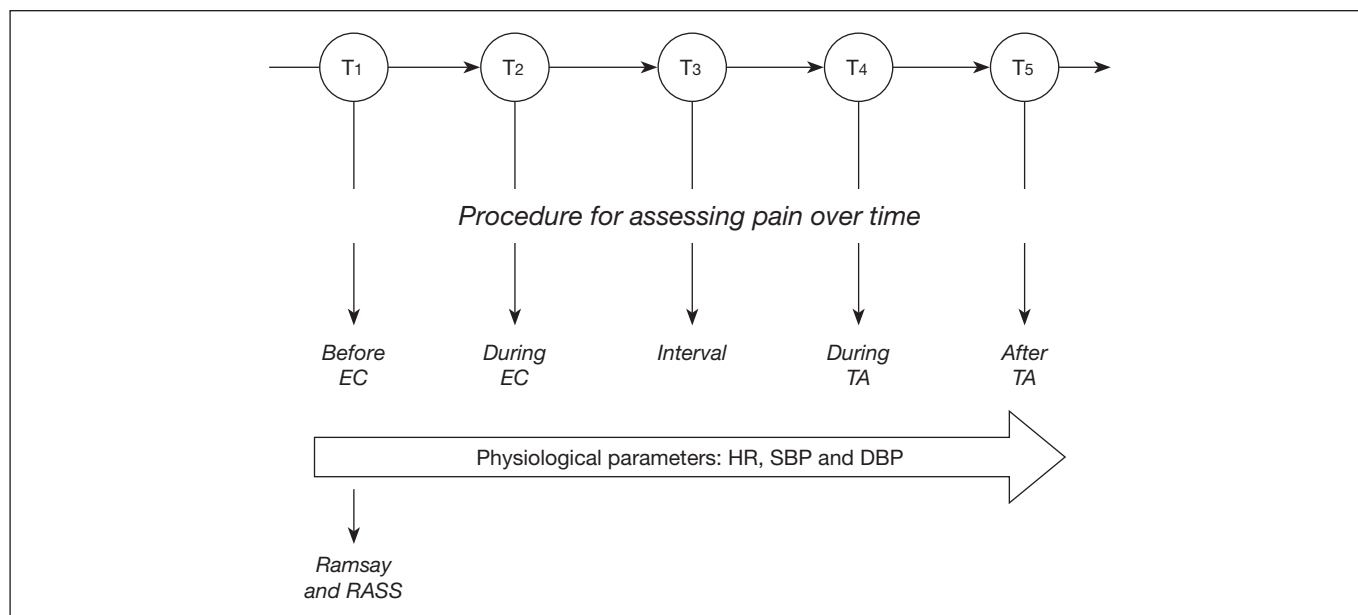 T1 T2 T3 T4 T5
Procedure for assessing pain over time
Before During Interval During After
EC EC TA TA
Physiological parameters: HR, SBP and DBP
Ramsay
and RASS